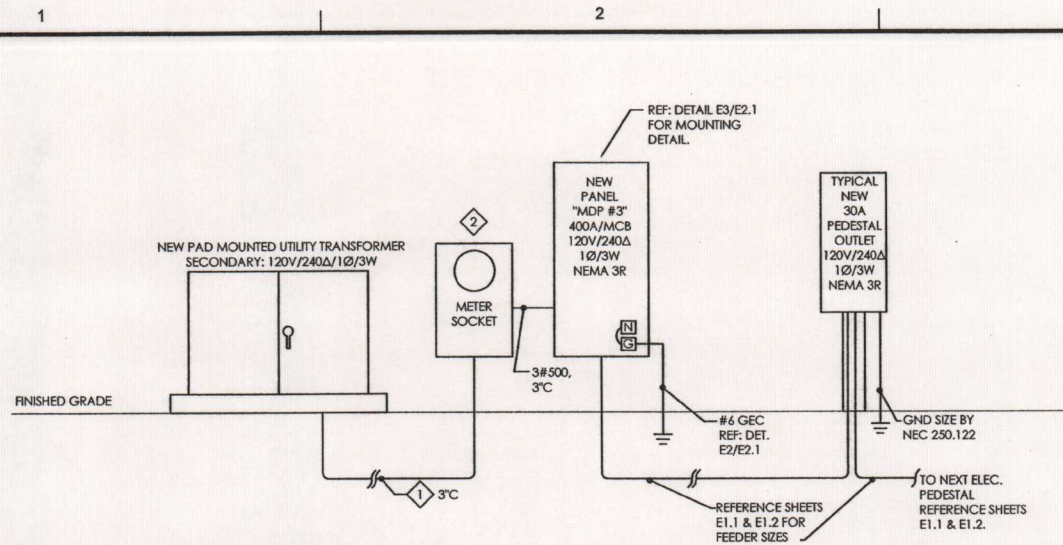 1
2
REF: DETAIL E3/E2.1
FOR MOUNTING
DETAIL.
NEW
PANEL
"MDP #3"
400A/MCB
120V/240Δ
1Ø/3W
NEMA 3R
TYPICAL
NEW
30A
PEDESTAL
OUTLET
120V/240Δ
1Ø/3W
NEMA 3R
2
NEW PAD MOUNTED UTILITY TRANSFORMER
SECONDARY: 120V/240Δ/1Ø/3W
METER
SOCKET
N
G
3#500,
3"C
FINISHED GRADE
#6 GEC
REF: DET.
E2/E2.1
GND SIZE BY
NEC 250.122
1 3"C
REFERENCE SHEETS
E1.1 & E1.2 FOR
FEEDER SIZES
TO NEXT ELEC.
PEDESTAL
REFERENCE SHEETS
E1.1 & E1.2.